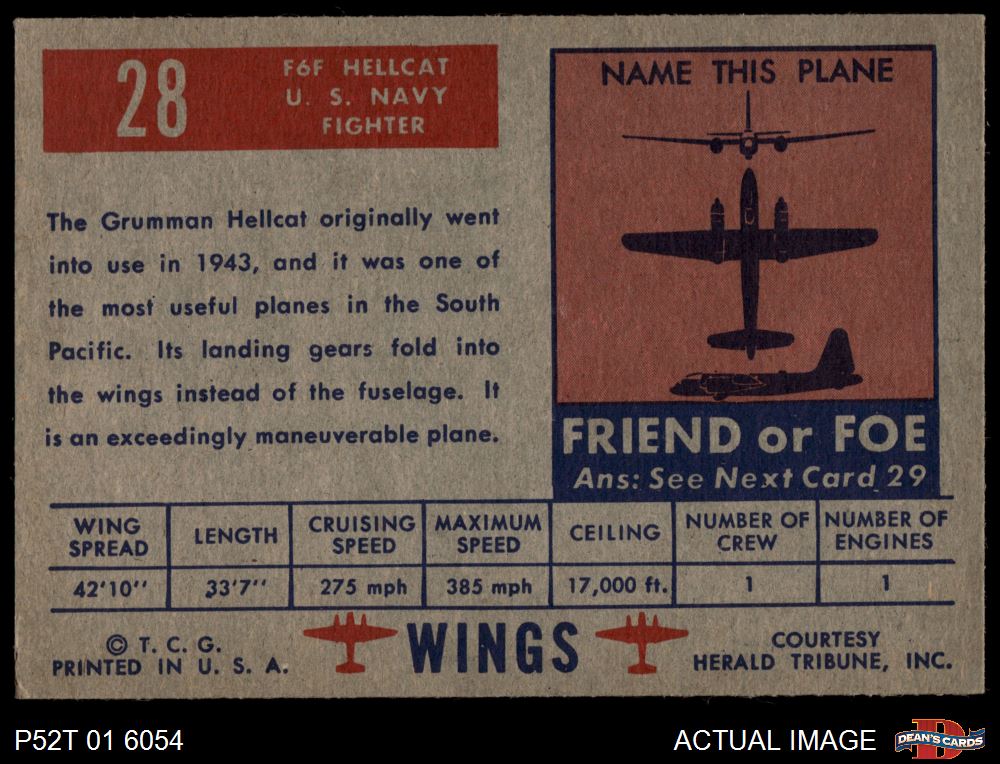 28
F6F HELLCAT
U. S. NAVY
FIGHTER
The Grumman Hellcat originally went
into use in 1943, and it was one of
the most useful planes in the South
Pacific. Its landing gears fold into
the wings instead of the fuselage. It
is an exceedingly maneuverable plane.
NAME THIS PLANE
FRIEND or FOE
Ans: See Next Card 29
WING SPREAD
LENGTH
CRUISING SPEED
MAXIMUM SPEED
CEILING
NUMBER OF CREW
NUMBER OF ENGINES
42'10''
33'7''
275 mph
385 mph
17,000 ft.
1
1
© T. C. G.
PRINTED IN U. S. A.
WINGS
COURTESY
HERALD TRIBUNE, INC.
P52T 01 6054
ACTUAL IMAGE
D
DEAN'S CARDS